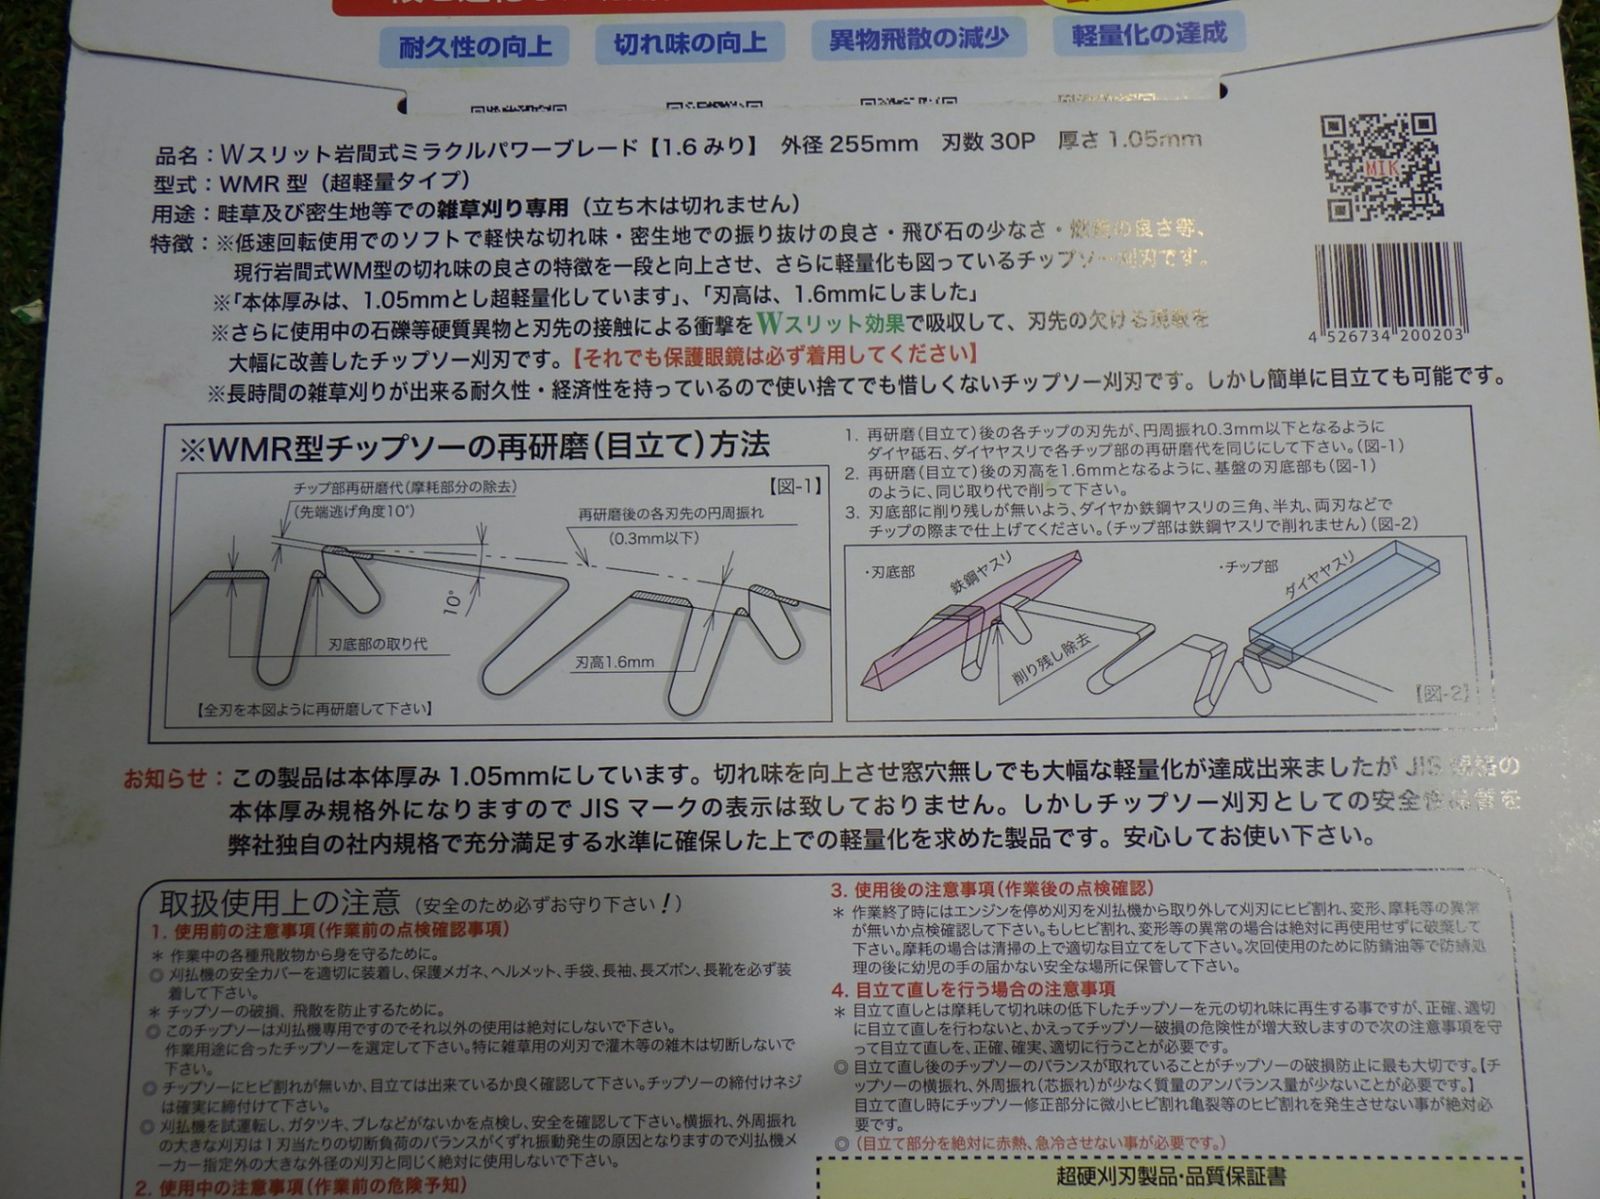 耐久性の向上 切れ味の向上 異物飛散の減少 軽量化の達成
品名：Wスリット岩間式ミラクルパワーブレード【1.6みり】 外径255mm 刃数30P 厚さ1.05mm
型式：WMR型（超軽量タイプ）
用途：畦草及び密生地等での雑草刈り専用（立ち木は切れません）
特徴：※低速回転使用でのソフトで軽快な切れ味・密生地での振り抜けの良さ・飛び石の少なさ・燃費の良さ等、
現行岩間式WM型の切れ味の良さの特徴を一段と向上させ、さらに軽量化も図っているチップソー刈刃です。
※「本体厚みは、1.05mmとし超軽量化しています」、「刃高は、1.6mmにしました」
※さらに使用中の石礫等硬質異物と刃先の接触による衝撃をWスリット効果で吸収して、刃先の欠ける現象を
大幅に改善したチップソー刈刃です。【それでも保護眼鏡は必ず着用してください】
※長時間の雑草刈りが出来る耐久性・経済性を持っているので使い捨てでも惜しくないチップソー刈刃です。しかし簡単に目立ても可能です。
MIK
4 526734 200203
※WMR型チップソーの再研磨（目立て）方法
チップ部再研磨代（摩耗部分の除去）
（先端逃げ角度10°）
【図-1】
再研磨後の各刃先の円周振れ
（0.3mm以下）
10°
刃底部の取り代
刃高1.6mm
【全刃を本図ように再研磨して下さい】
1. 再研磨（目立て）後の各チップの刃先が、円周振れ0.3mm以下となるように
ダイヤ砥石、ダイヤヤスリで各チップ部の再研磨代を同じにして下さい。（図-1）
2. 再研磨（目立て）後の刃高を1.6mmとなるように、基盤の刃底部も（図-1）
のように、同じ取り代で削って下さい。
3. 刃底部に削り残しが無いよう、ダイヤか鉄鋼ヤスリの三角、半丸、両刃などで
チップの際まで仕上げてください。（チップ部は鉄鋼ヤスリで削れません）（図-2）
・刃底部
鉄鋼ヤスリ
・チップ部
ダイヤヤスリ
削り残し除去
【図-2】
お知らせ：この製品は本体厚み1.05mmにしています。切れ味を向上させ窓穴無しでも大幅な軽量化が達成出来ましたがJIS規格の
本体厚み規格外になりますのでJISマークの表示は致しておりません。しかしチップソー刈刃としての安全性品質を
弊社独自の社内規格で充分満足する水準に確保した上での軽量化を求めた製品です。安心してお使い下さい。
取扱使用上の注意（安全のため必ずお守り下さい！）
1. 使用前の注意事項（作業前の点検確認事項）
＊ 作業中の各種飛散物から身を守るために。
◎ 刈払機の安全カバーを適切に装着し、保護メガネ、ヘルメット、手袋、長袖、長ズボン、長靴を必ず装
着して下さい。
＊ チップソーの破損、飛散を防止するために。
◎ このチップソーは刈払機専用ですのでそれ以外の使用は絶対にしないで下さい。
作業用途に合ったチップソーを選定して下さい。特に雑草用の刈刃で灌木等の雑木は切断しないで
下さい。
◎ チップソーにヒビ割れが無いか、目立ては出来ているか良く確認して下さい。チップソーの締付けネジ
は確実に締付けて下さい。
◎ 刈払機を試運転し、ガタツキ、ブレなどがないかを点検し、安全を確認して下さい。横振れ、外周振れ
の大きな刈刃は1刃当たりの切断負荷のバランスがくずれ振動発生の原因となりますので刈払機メ
ーカー指定外の大きな外径の刈刃と同じく絶対に使用しないで下さい。
2. 使用中の注意事項（作業前の危険予知）
3. 使用後の注意事項（作業後の点検確認）
＊ 作業終了時にはエンジンを停め刈刃を刈払機から取り外して刈刃にヒビ割れ、変形、摩耗等の異常
が無いか点検確認して下さい。もしヒビ割れ、変形等の異常の場合は絶対に再使用せずに破棄して
下さい。摩耗の場合は清掃の上で適切な目立てをして下さい。次回使用のために防錆油等で防錆処
理の後に幼児の手の届かない安全な場所に保管して下さい。
4. 目立て直しを行う場合の注意事項
＊ 目立て直しとは摩耗して切れ味の低下したチップソーを元の切れ味に再生する事ですが、正確、適切
に目立て直しを行わないと、かえってチップソー破損の危険性が増大致しますので次の注意事項を守
って目立て直しを、正確、確実、適切に行うことが必要です。
◎ 目立て直し後のチップソーのバランスが取れていることがチップソーの破損防止に最も大切です。【チ
ップソーの横振れ、外周振れ（芯振れ）が少なく質量のアンバランス量が少ないことが必要です。】
目立て直し時にチップソー修正部分に微小ヒビ割れ亀裂等のヒビ割れを発生させない事が絶対必
要です。
◎（目立て部分を絶対に赤熱、急冷させない事が必要です。）
超硬刈刃製品・品質保証書